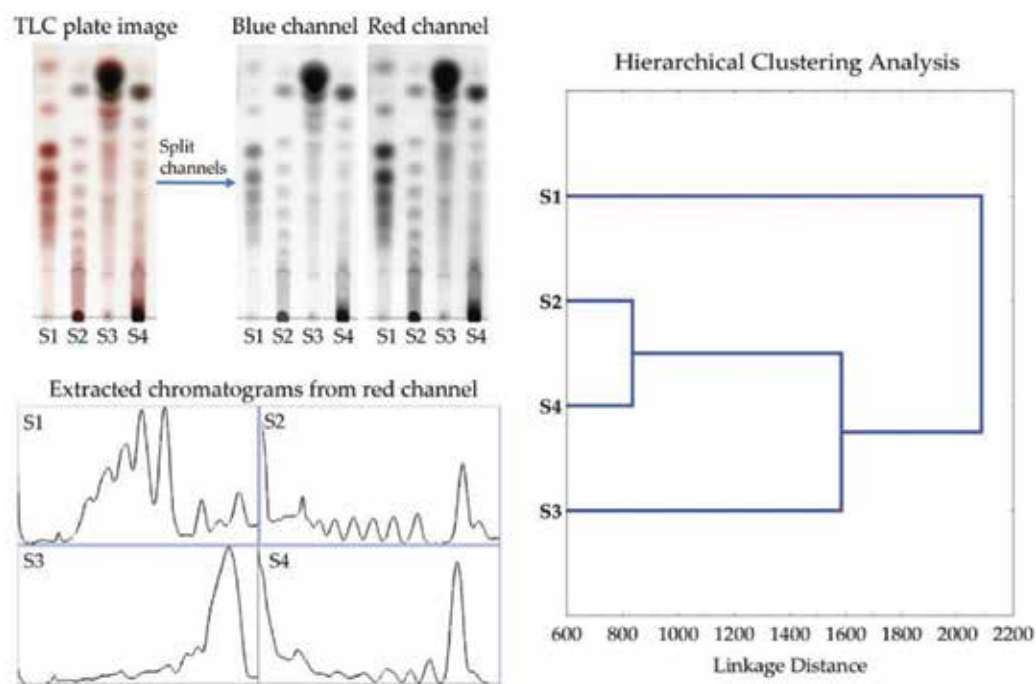 TLC plate image
Blue channel Red channel
Split
channels
S1 S2 S3 S4
S1 S2 S3 S4
S1 S2 S3 S4
Extracted chromatograms from red channel
S1
S2
S3
S4
Hierarchical Clustering Analysis
S1
S2
S4
S3
600 800 1000 1200 1400 1600 1800 2000 2200
Linkage Distance